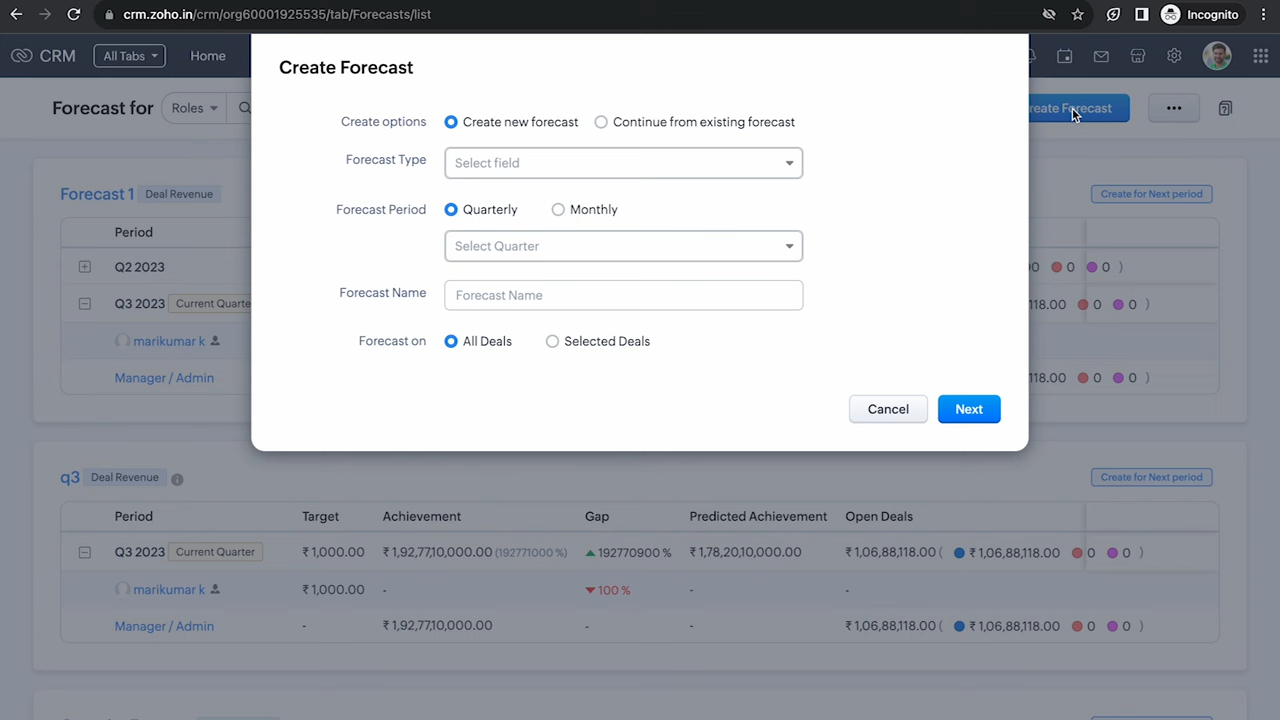 crm.zoho.in/crm/org60001925535/tab/Forecasts/list
Incognito
CRM
All Tabs
Home
Create Forecast
Forecast for
Roles
Create options
Create new forecast
Continue from existing forecast
Forecast Type
Select field
Forecast Period
Quarterly
Monthly
Select Quarter
Forecast Name
Forecast Name
Forecast on
All Deals
Selected Deals
Cancel
Next
Forecast 1 Deal Revenue
Create for Next period
Period
Q2 2023
0 0 )
Q3 2023
Current Quarte
118.00 0 0 )
marikumar k
Manager / Admin
118.00 0 0 )
q3 Deal Revenue
Create for Next period
Period Target Achievement Gap Predicted Achievement Open Deals
Q3 2023 Current Quarter ₹ 1,000.00 ₹ 1,92,77,10,000.00 (192771000 %) 192770900 % ₹ 1,78,20,10,000.00 ₹ 1,06,88,118.00 ( ₹ 1,06,88,118.00 0 0 )
marikumar k ₹ 1,000.00 - 100 % - -
Manager / Admin - ₹ 1,92,77,10,000.00 - - ₹ 1,06,88,118.00 ( ₹ 1,06,88,118.00 0 0 )